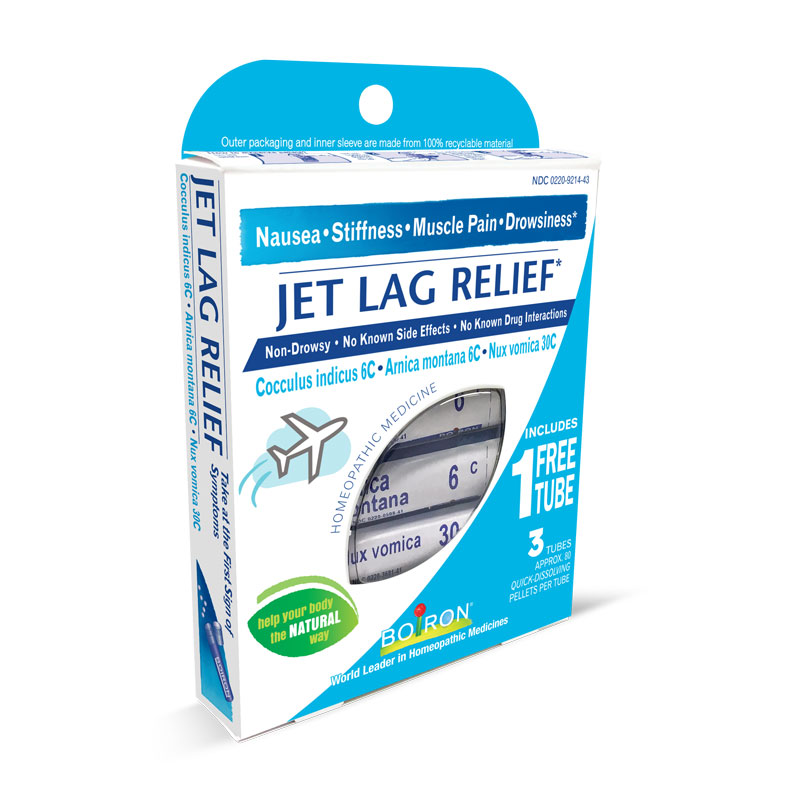 Outer packaging and inner sleeve are made from 100% recyclable material
NDC 0220-9214-43
Nausea•Stiffness•Muscle Pain•Drowsiness*
JET LAG RELIEF*
Non-Drowsy • No Known Side Effects • No Known Drug Interactions
Cocculus indicus 6C•Arnica montana 6C•Nux vomica 30C
HOMEOPATHIC MEDICINE
BOIRON
6 C
ntana
ux vomica 30
INCLUDES
1 FREE
TUBE
3 TUBES
APPROX. 80
QUICK-DISSOLVING
PELLETS PER TUBE
help your body
the NATURAL
way
BOIRON®
World Leader in Homeopathic Medicines
JET LAG RELIEF
Take at the First Sign of
Symptoms
Cocculus indicus 6C • Arnica montana 6C • Nux vomica 30C
BOIRON